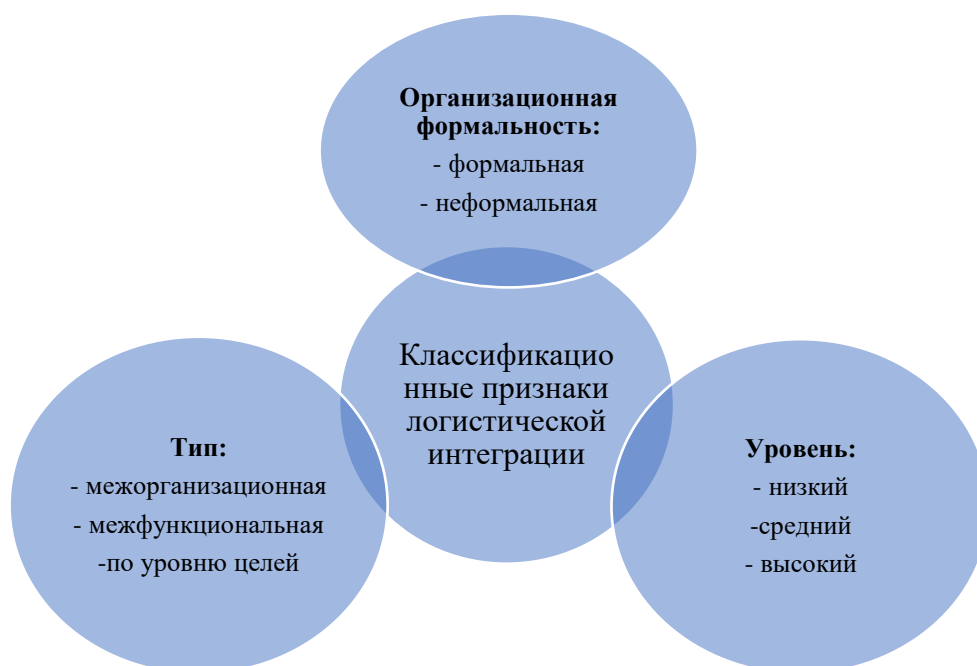 Организационная
формальность:
- формальная
- неформальная
Классификацио
нные признаки
логистической
интеграции
Тип:
- межорганизационная
- межфункциональная
-по уровню целей
Уровень:
- низкий
-средний
- высокий